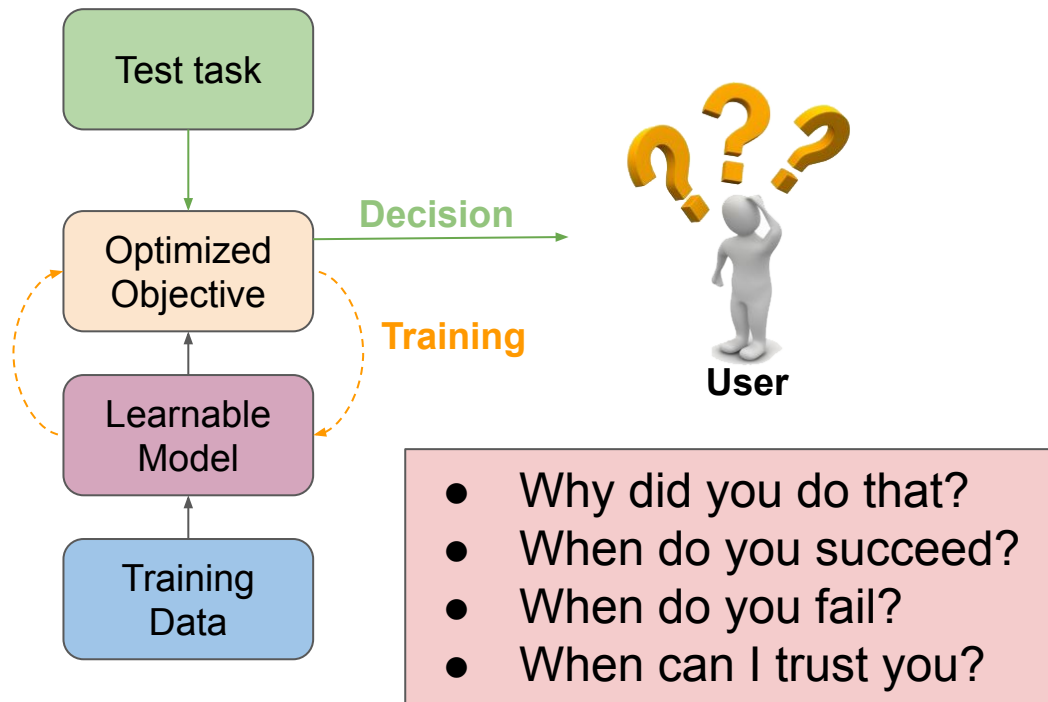 Test task
Optimized
Objective
Decision
Training
Learnable
Model
Training
Data
? ? ?
User
● Why did you do that?
● When do you succeed?
● When do you fail?
● When can I trust you?